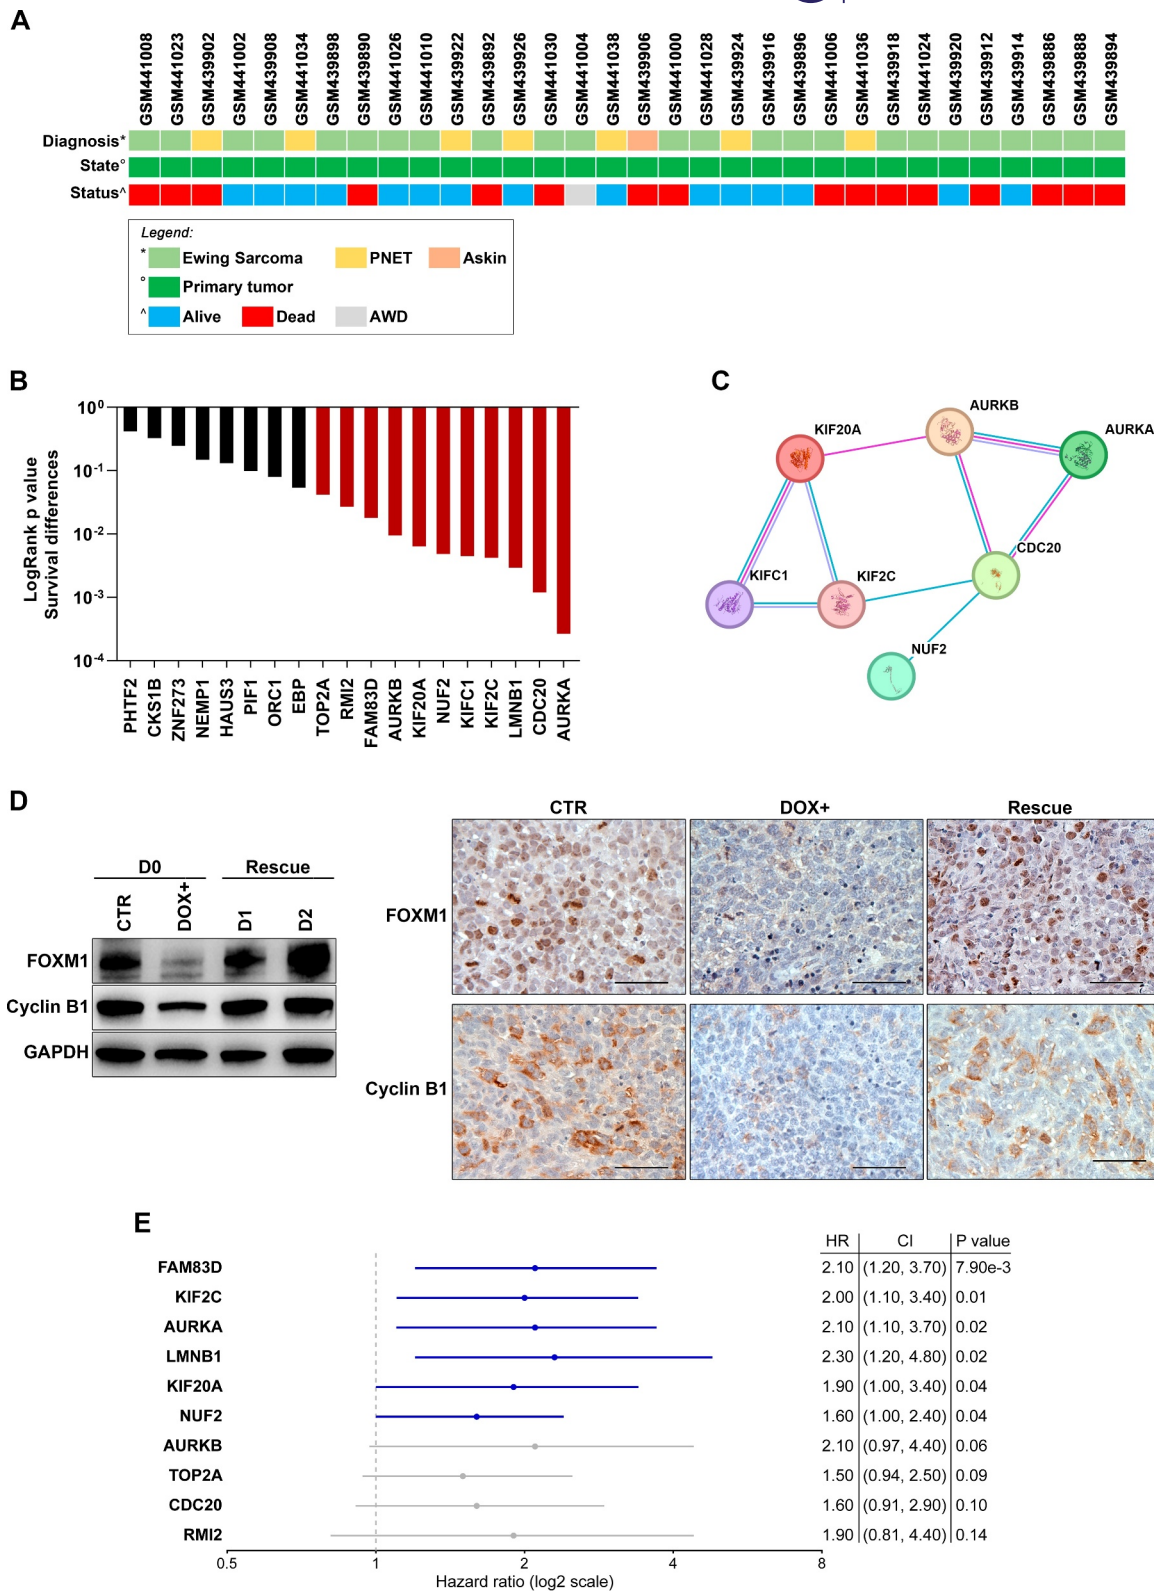 A
GSM441008
GSM441023
GSM439902
GSM441002
GSM439908
GSM441034
GSM439898
GSM439890
GSM441026
GSM441010
GSM439922
GSM439892
GSM439926
GSM441030
GSM441004
GSM441038
GSM439906
GSM441000
GSM441028
GSM439924
GSM439916
GSM439896
GSM441006
GSM441036
GSM439918
GSM441024
GSM439920
GSM439912
GSM439914
GSM439886
GSM439888
GSM439894
Diagnosis*
State°
Status^
Legend:
* Ewing Sarcoma PNET Askin
° Primary tumor
^ Alive Dead AWD
B
LogRank p value
Survival differences
10⁰
10⁻¹
10⁻²
10⁻³
10⁻⁴
PHTF2
CKS1B
ZNF273
NEMP1
HAUS3
PIF1
ORC1
EBP
TOP2A
RMI2
FAM83D
AURKB
KIF20A
NUF2
KIFC1
KIF2C
LMNB1
CDC20
AURKA
C
AURKB
KIF20A
AURKA
CDC20
KIFC1
KIF2C
NUF2
D
D0 Rescue
CTR
DOX+
D1
D2
FOXM1
Cyclin B1
GAPDH
CTR DOX+ Rescue
FOXM1
Cyclin B1
E
HR CI P value
FAM83D 2.10 (1.20, 3.70) 7.90e-3
KIF2C 2.00 (1.10, 3.40) 0.01
AURKA 2.10 (1.10, 3.70) 0.02
LMNB1 2.30 (1.20, 4.80) 0.02
KIF20A 1.90 (1.00, 3.40) 0.04
NUF2 1.60 (1.00, 2.40) 0.04
AURKB 2.10 (0.97, 4.40) 0.06
TOP2A 1.50 (0.94, 2.50) 0.09
CDC20 1.60 (0.91, 2.90) 0.10
RMI2 1.90 (0.81, 4.40) 0.14
0.5 1 2 4 8
Hazard ratio (log2 scale)